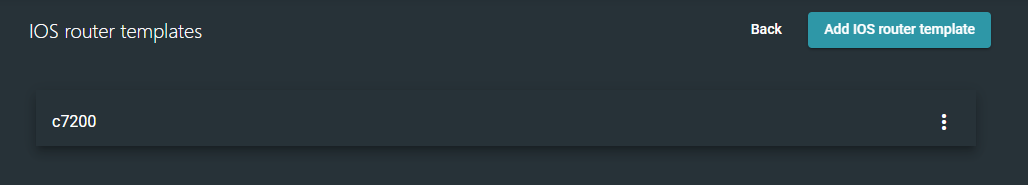 IOS router templates
Back
Add IOS router template
c7200